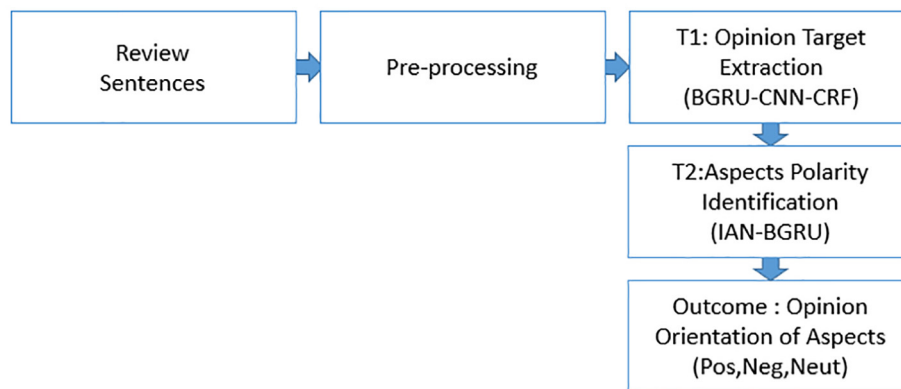 Review
Sentences
Pre-processing
T1: Opinion Target
Extraction
(BGRU-CNN-CRF)
T2:Aspects Polarity
Identification
(IAN-BGRU)
Outcome : Opinion
Orientation of Aspects
(Pos,Neg,Neut)